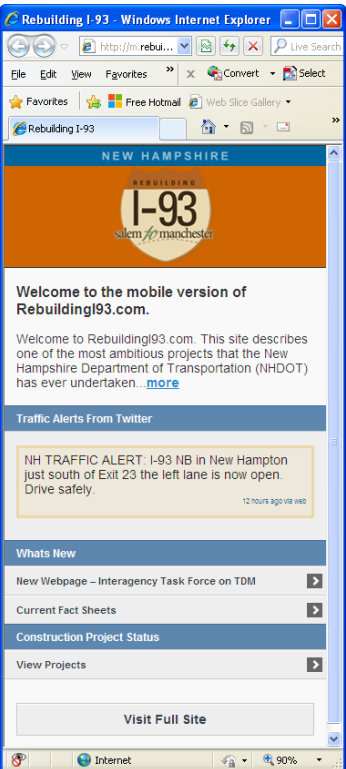 Rebuilding I-93 - Windows Internet Explorer
http://m.rebui...
Live Search
File Edit View Favorites » x Convert Select
Favorites Free Hotmail Web Slice Gallery
Rebuilding I-93 »
NEW HAMPSHIRE
REBUILDING
I-93
salem to manchester
Welcome to the mobile version of
RebuildingI93.com.
Welcome to RebuildingI93.com. This site describes
one of the most ambitious projects that the New
Hampshire Department of Transportation (NHDOT)
has ever undertaken...more
Traffic Alerts From Twitter
NH TRAFFIC ALERT: I-93 NB in New Hampton
just south of Exit 23 the left lane is now open.
Drive safely.
12 hours ago via web
Whats New
New Webpage – Interagency Task Force on TDM
Current Fact Sheets
Construction Project Status
View Projects
Visit Full Site
Internet 90%